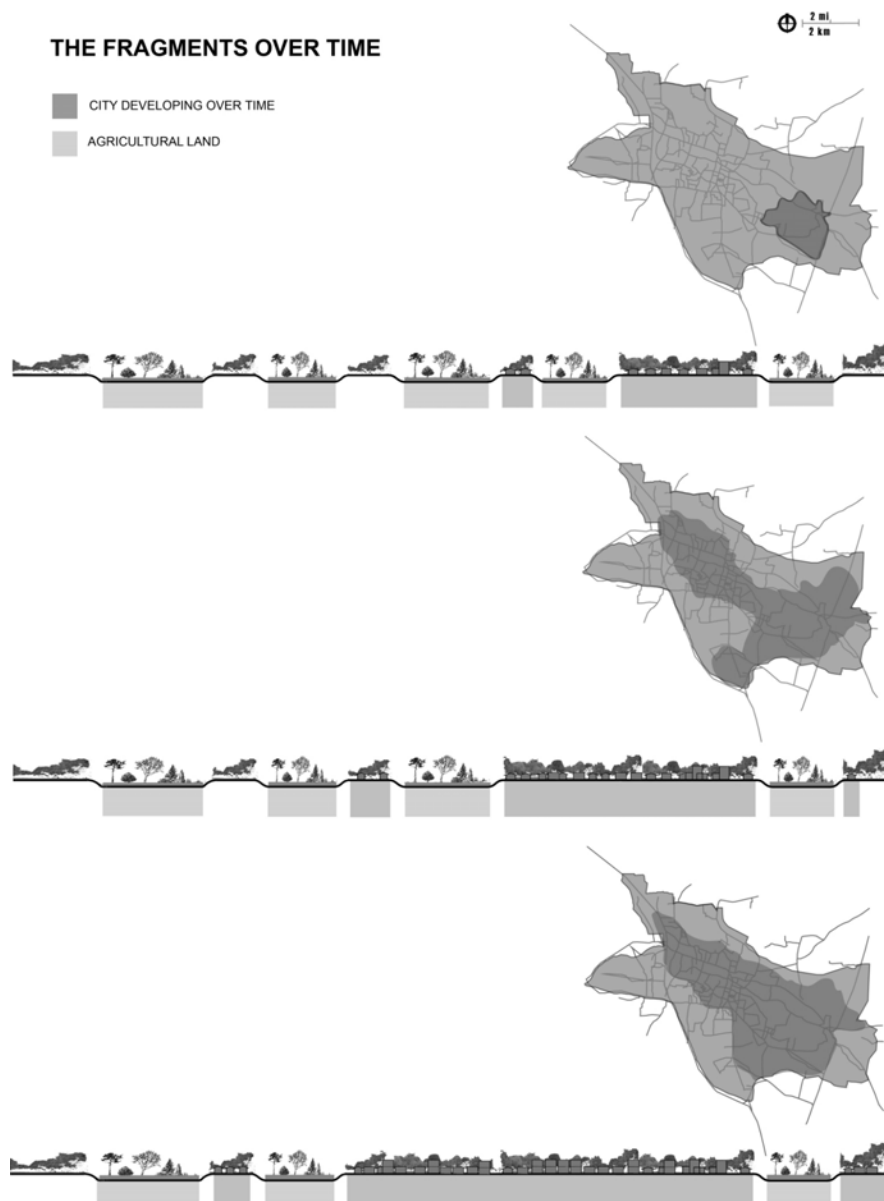 THE FRAGMENTS OVER TIME
2 mi
2 km
CITY DEVELOPING OVER TIME
AGRICULTURAL LAND